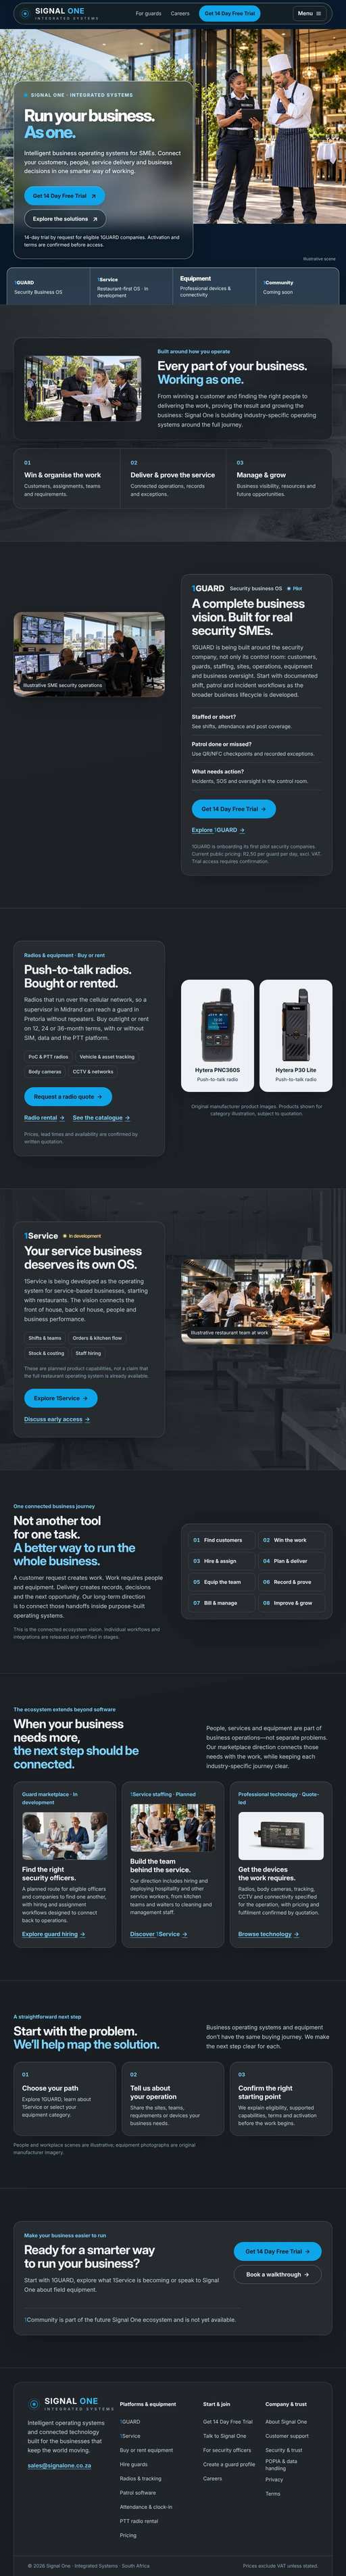 SIGNAL ONE
INTEGRATED SYSTEMS
For guards
Careers
Get 14 Day Free Trial
Menu
SIGNAL ONE · INTEGRATED SYSTEMS
Run your business.
As one.
Intelligent business operating systems for SMEs. Connect
your customers, people, service delivery and business
decisions in one smarter way of working.
Get 14 Day Free Trial ↗
Explore the solutions ↗
14-day trial by request for eligible 1GUARD companies. Activation and
terms are confirmed before access.
Illustrative scene
1GUARD
Security Business OS
1Service
Restaurant-first OS · In
development
Equipment
Professional devices &
connectivity
1Community
Coming soon
Built around how you operate
Every part of your business.
Working as one.
From winning a customer and finding the right people to
delivering the work, proving the result and growing the
business: Signal One is building industry-specific operating
systems around the full journey.
01
Win & organise the work
Customers, assignments, teams
and requirements.
02
Deliver & prove the service
Connected operations, records
and exceptions.
03
Manage & grow
Business visibility, resources and
future opportunities.
Illustrative SME security operations
1GUARD Security business OS Pilot
A complete business
vision. Built for real
security SMEs.
1GUARD is being built around the security
company, not only its control room: customers,
guards, staffing, sites, operations, equipment
and business oversight. Start with documented
shift, patrol and incident workflows as the
broader business lifecycle is developed.
Staffed or short?
See shifts, attendance and post coverage.
Patrol done or missed?
Use QR/NFC checkpoints and recorded exceptions.
What needs action?
Incidents, SOS and oversight in the control room.
Get 14 Day Free Trial →
Explore 1GUARD →
1GUARD is onboarding its first pilot security companies.
Current public pricing: R2.50 per guard per day, excl. VAT.
Trial access requires confirmation.
Radios & equipment · Buy or rent
Push-to-talk radios.
Bought or rented.
Radios that run over the cellular network, so a
supervisor in Midrand can reach a guard in
Pretoria without repeaters. Buy outright or rent
on 12, 24 or 36-month terms, with or without
SIM, data and the PTT platform.
PoC & PTT radios
Vehicle & asset tracking
Body cameras
CCTV & networks
Request a radio quote →
Radio rental →
See the catalogue →
Prices, lead times and availability are confirmed by
written quotation.
Hytera PNC360S
Push-to-talk radio
Hytera P30 Lite
Push-to-talk radio
Original manufacturer product images. Products shown for
category illustration, subject to quotation.
1Service In development
Your service business
deserves its own OS.
1Service is being developed as the operating
system for service-based businesses, starting
with restaurants. The vision connects the
front of house, back of house, people and
business performance.
Shifts & teams
Orders & kitchen flow
Stock & costing
Staff hiring
These are planned product capabilities, not a claim that
the full restaurant operating system is already available.
Explore 1Service →
Discuss early access →
Illustrative restaurant team at work
One connected business journey
Not another tool
for one task.
A better way to run the
whole business.
A customer request creates work. Work requires people
and equipment. Delivery creates records, decisions
and the next opportunity. Our long-term direction
is to connect those handoffs inside purpose-built
operating systems.
This is the connected ecosystem vision. Individual workflows and
integrations are released and verified in stages.
01 Find customers
02 Win the work
03 Hire & assign
04 Plan & deliver
05 Equip the team
06 Record & prove
07 Bill & manage
08 Improve & grow
The ecosystem extends beyond software
When your business
needs more,
the next step should be
connected.
People, services and equipment are part of
business operations—not separate problems.
Our marketplace direction connects those
needs with the work, while keeping each
industry-specific journey clear.
Guard marketplace · In
development
Find the right
security officers.
A planned route for eligible officers
and companies to find one another,
with hiring and assignment
workflows designed to connect
back to operations.
Explore guard hiring →
1Service staffing · Planned
Build the team
behind the service.
Our direction includes hiring and
deploying other hospitality and
service workers, from kitchen
teams and waiters to cleaning and
management staff
Discover 1Service →
Professional technology · Quote-
led
Get the devices
the work requires.
Radios, body cameras, tracking,
CCTV and connectivity specified
for the operation, with pricing and
fulfilment confirmed by quotation.
Browse technology →
A straightforward next step
Start with the problem.
We'll help map the solution.
Business operating systems and equipment
don't have the same buying journey. We make
the next step clear for each.
01
Choose your path
Explore 1GUARD, learn about
1Service or select your
equipment category.
02
Tell us about
your operation
Share the sites, teams,
requirements or devices your
business needs.
03
Confirm the right
starting point
We explain eligibility, supported
capabilities, terms and activation
before the work begins.
People and workplace scenes are illustrative; equipment photographs are original
manufacturer imagery.
Make your business easier to run
Ready for a smarter way
to run your business?
Start with 1GUARD, explore what 1Service is becoming or speak to Signal
One about field equipment.
Get 14 Day Free Trial →
Book a walkthrough →
1Community is part of the future Signal One ecosystem and is not yet available.
SIGNAL ONE
INTEGRATED SYSTEMS
Intelligent operating systems
and connected technology
built for the businesses that
keep the world moving.
sales@signalone.co.za
Platforms & equipment
1GUARD
1Service
Buy or rent equipment
Hire guards
Radios & tracking
Patrol software
Attendance & clock-in
PTT radio rental
Pricing
Start & join
Get 14 Day Free Trial
Talk to Signal One
For security officers
Create a guard profile
Careers
Company & trust
About Signal One
Customer support
Security & trust
POPIA & data
handling
Privacy
Terms
© 2026 Signal One · Integrated Systems · South Africa
Prices exclude VAT unless stated.